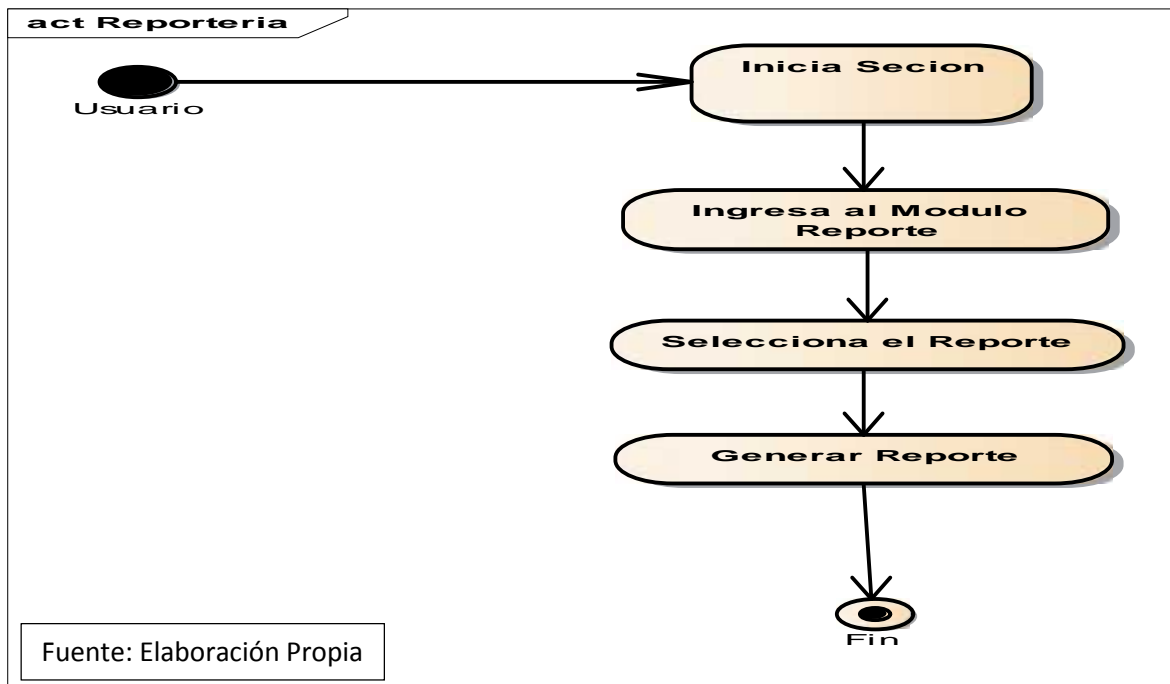 act Reporteria
Usuario
Inicia Secion
Ingresa al Modulo
Reporte
Selecciona el Reporte
Generar Reporte
Fin
Fuente: Elaboración Propia